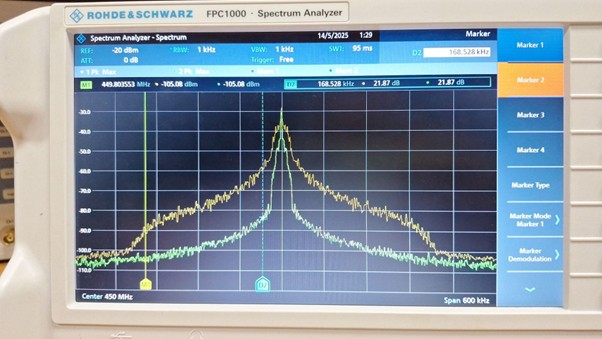 ROHDE&SCHWARZ FPC1000 · Spectrum Analyzer
Spectrum Analyzer - Spectrum 14/5/2025 1:29 Marker
REF: -20 dBm RBW: 1 kHz VBW: 1 kHz SWT: 95 ms D2 168.528 kHz
ATT: 0 dB Trigger: Free
1 Pk Max 2 Pk Max
M1 449.803553 MHz -105.08 dBm -105.08 dBm D2 168.528 kHz 21.87 dB 21.87 dB
-30.0
-40.0
-50.0
-60.0
-70.0
-80.0
-90.0
-100.0
-110.0
M1 D2
Center 450 MHz Span 600 kHz
Marker 1
Marker 2
Marker 3
Marker 4
Marker Type
Marker Mode
Marker 1
Marker
Demodulation